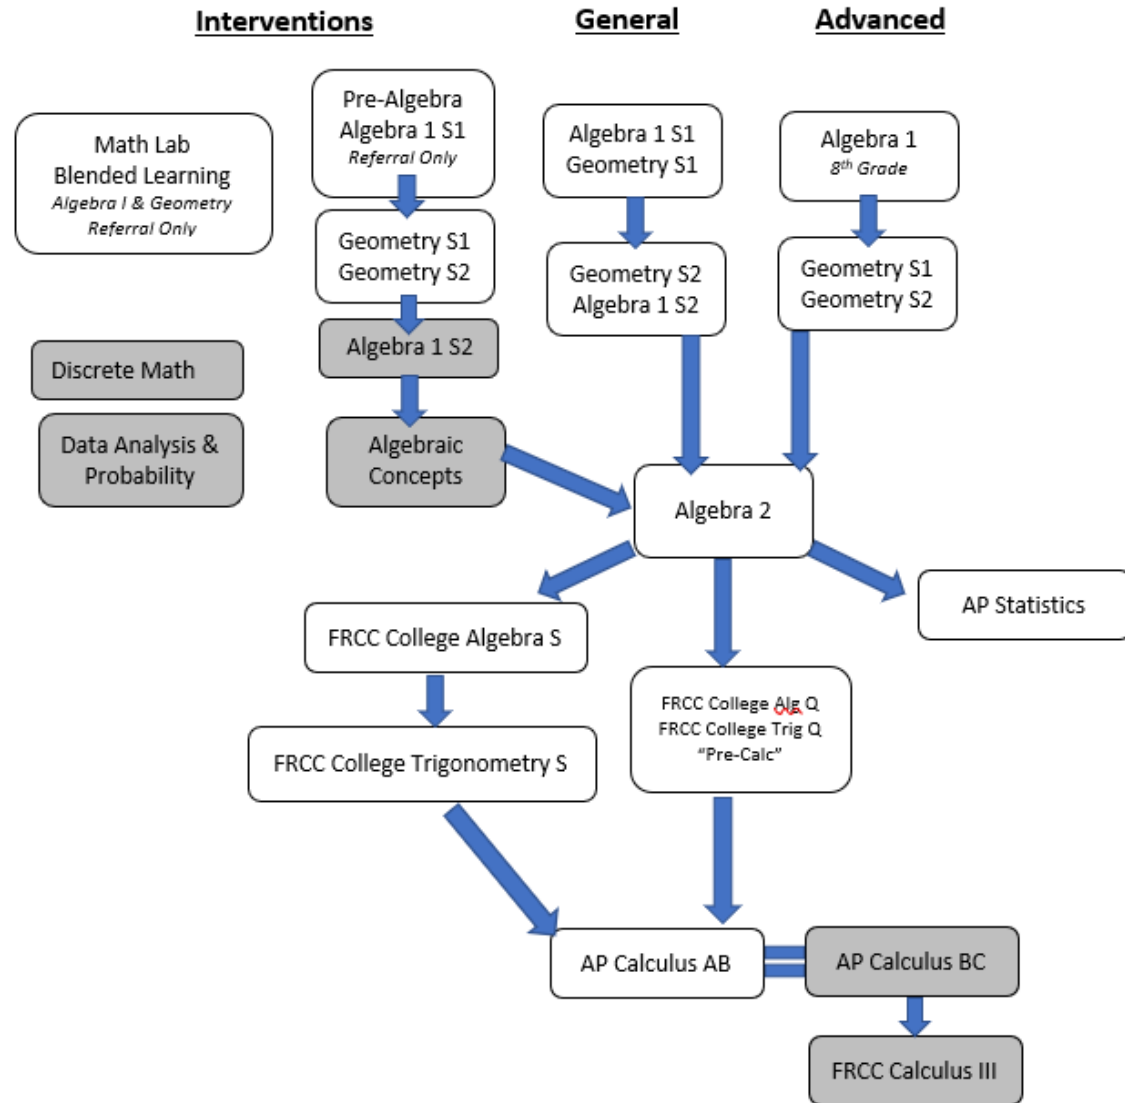 Interventions
General
Advanced
Math Lab
Blended Learning
Algebra I & Geometry
Referral Only
Pre-Algebra
Algebra 1 S1
Referral Only
Algebra 1 S1
Geometry S1
Algebra 1
8th Grade
Geometry S1
Geometry S2
Geometry S2
Algebra 1 S2
Geometry S1
Geometry S2
Discrete Math
Algebra 1 S2
Data Analysis &
Probability
Algebraic
Concepts
Algebra 2
AP Statistics
FRCC College Algebra S
FRCC College Alg Q
FRCC College Trig Q
“Pre-Calc”
FRCC College Trigonometry S
AP Calculus AB
AP Calculus BC
FRCC Calculus III